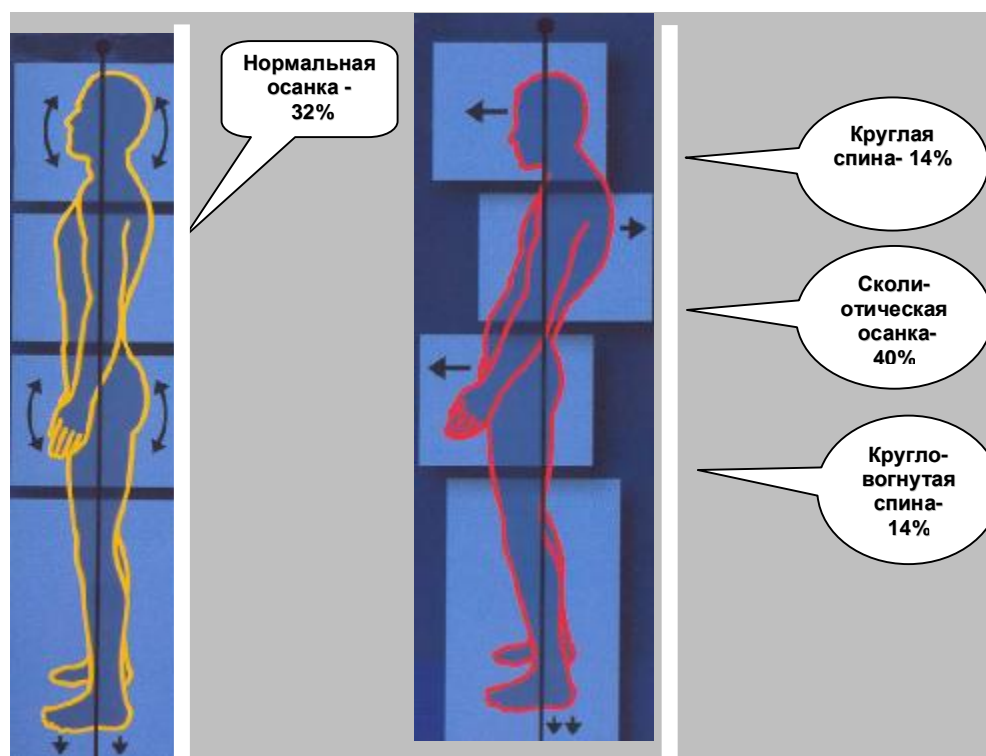 Нормальная
осанка -
32%
Круглая
спина- 14%
Сколи-
отическая
осанка-
40%
Кругло-
вогнутая
спина-
14%